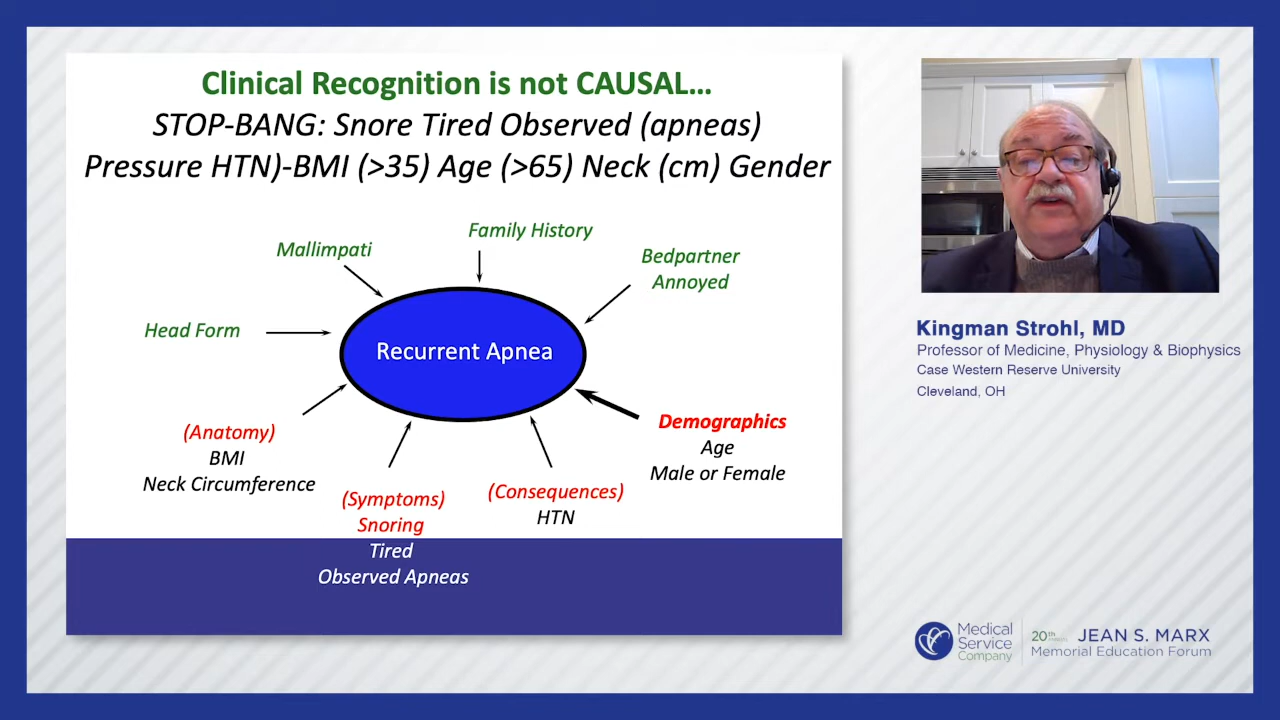 Clinical Recognition is not CAUSAL…
STOP-BANG: Snore Tired Observed (apneas)
Pressure HTN)-BMI (>35) Age (>65) Neck (cm) Gender
Family History
Mallimpati
Bedpartner
Annoyed
Head Form
Recurrent Apnea
(Anatomy)
BMI
Neck Circumference
(Symptoms)
Snoring
Tired
Observed Apneas
(Consequences)
HTN
Demographics
Age
Male or Female
Kingman Strohl, MD
Professor of Medicine, Physiology & Biophysics
Case Western Reserve University
Cleveland, OH
Medical
Service
Company
20th
JEAN S. MARX
Memorial Education Forum